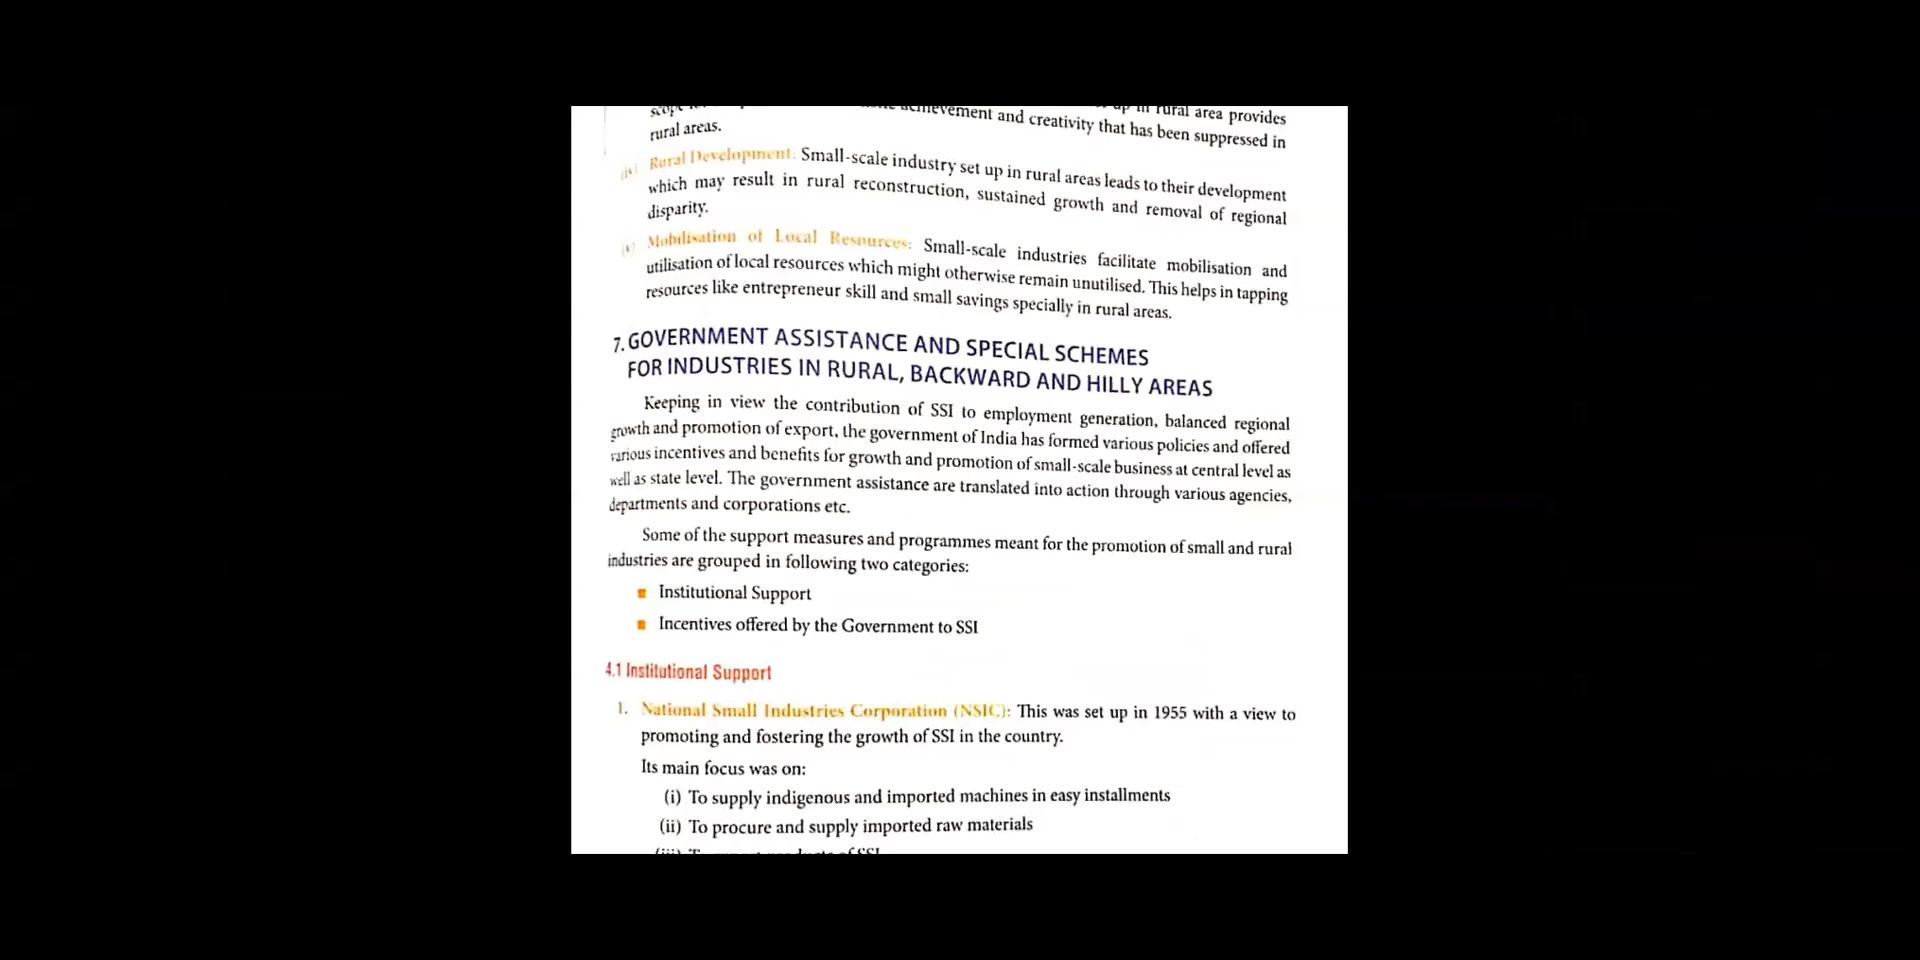 up in rural area provides
achievement and creativity that has been suppressed in
rural areas.
(iv) Rural Development: Small-scale industry set up in rural areas leads to their development
which may result in rural reconstruction, sustained growth and removal of regional
disparity.
(v) Mobilisation of Local Resources: Small-scale industries facilitate mobilisation and
utilisation of local resources which might otherwise remain unutilised. This helps in tapping
resources like entrepreneur skill and small savings specially in rural areas.
7. GOVERNMENT ASSISTANCE AND SPECIAL SCHEMES
FOR INDUSTRIES IN RURAL, BACKWARD AND HILLY AREAS
Keeping in view the contribution of SSI to employment generation, balanced regional
growth and promotion of export, the government of India has formed various policies and offered
various incentives and benefits for growth and promotion of small-scale business at central level as
well as state level. The government assistance are translated into action through various agencies,
departments and corporations etc.
Some of the support measures and programmes meant for the promotion of small and rural
industries are grouped in following two categories:
Institutional Support
Incentives offered by the Government to SSI
4.1 Institutional Support
1. National Small Industries Corporation (NSIC): This was set up in 1955 with a view to
promoting and fostering the growth of SSI in the country.
Its main focus was on:
(i) To supply indigenous and imported machines in easy installments
(ii) To procure and supply imported raw materials
(iii) of SSI